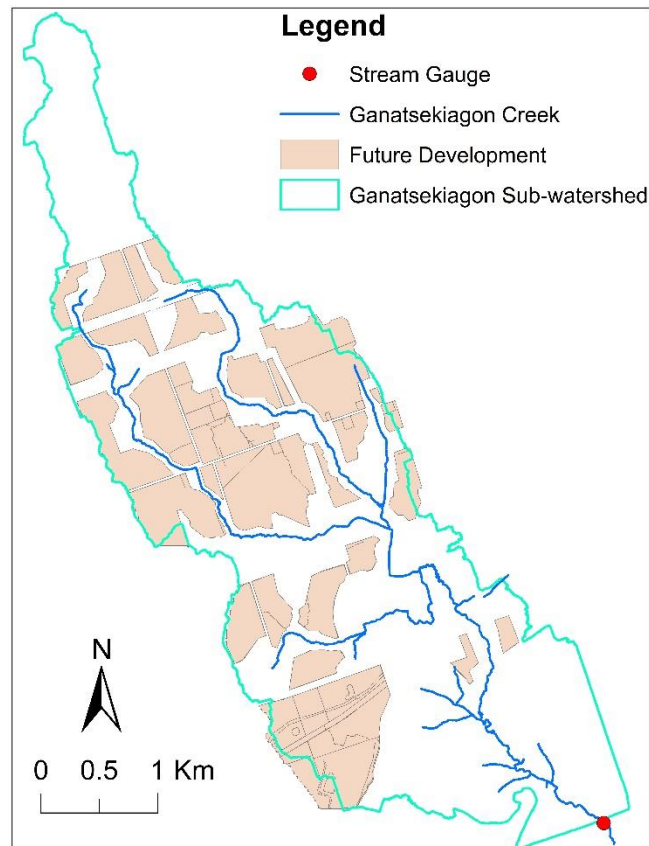 Legend
Stream Gauge
Ganatsekiagon Creek
Future Development
Ganatsekiagon Sub-watershed
N
0 0.5 1 Km